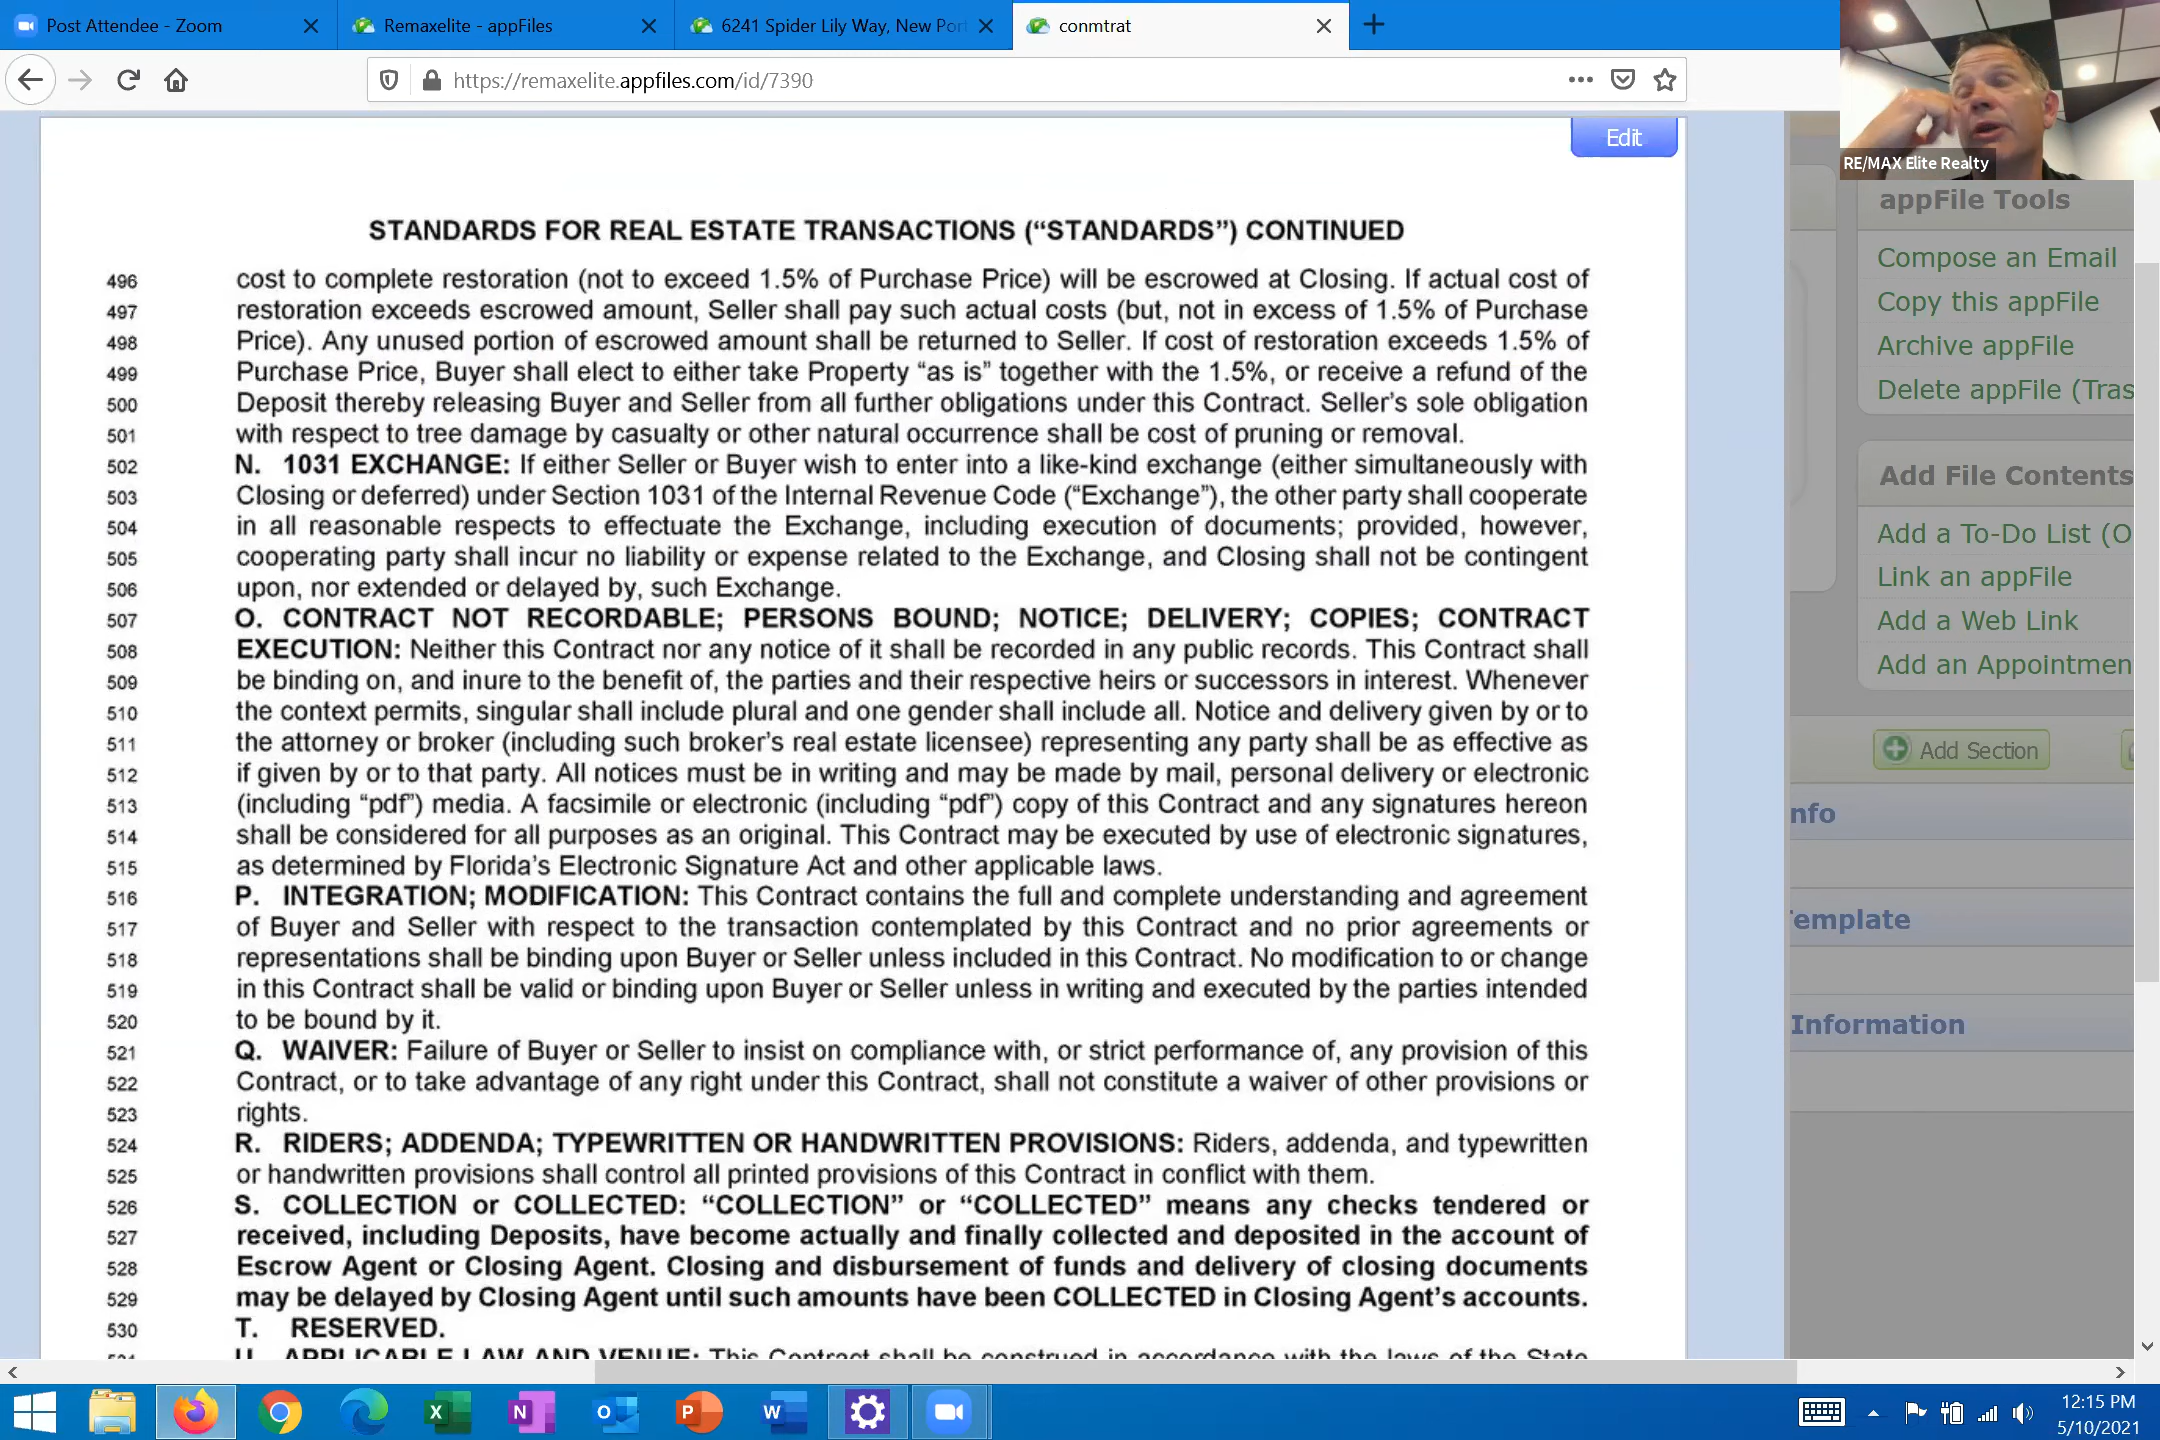 Post Attendee - Zoom
Remaxelite - appFiles
6241 Spider Lily Way, New Port
conmtrat
https://remaxelite.appfiles.com/id/7390
RE/MAX Elite Realty
Edit
STANDARDS FOR REAL ESTATE TRANSACTIONS (“STANDARDS”) CONTINUED
496 cost to complete restoration (not to exceed 1.5% of Purchase Price) will be escrowed at Closing. If actual cost of
497 restoration exceeds escrowed amount, Seller shall pay such actual costs (but, not in excess of 1.5% of Purchase
498 Price). Any unused portion of escrowed amount shall be returned to Seller. If cost of restoration exceeds 1.5% of
499 Purchase Price, Buyer shall elect to either take Property “as is” together with the 1.5%, or receive a refund of the
500 Deposit thereby releasing Buyer and Seller from all further obligations under this Contract. Seller’s sole obligation
501 with respect to tree damage by casualty or other natural occurrence shall be cost of pruning or removal.
502 N. 1031 EXCHANGE: If either Seller or Buyer wish to enter into a like-kind exchange (either simultaneously with
503 Closing or deferred) under Section 1031 of the Internal Revenue Code (“Exchange”), the other party shall cooperate
504 in all reasonable respects to effectuate the Exchange, including execution of documents; provided, however,
505 cooperating party shall incur no liability or expense related to the Exchange, and Closing shall not be contingent
506 upon, nor extended or delayed by, such Exchange.
507 O. CONTRACT NOT RECORDABLE; PERSONS BOUND; NOTICE; DELIVERY; COPIES; CONTRACT
508 EXECUTION: Neither this Contract nor any notice of it shall be recorded in any public records. This Contract shall
509 be binding on, and inure to the benefit of, the parties and their respective heirs or successors in interest. Whenever
510 the context permits, singular shall include plural and one gender shall include all. Notice and delivery given by or to
511 the attorney or broker (including such broker’s real estate licensee) representing any party shall be as effective as
512 if given by or to that party. All notices must be in writing and may be made by mail, personal delivery or electronic
513 (including “pdf”) media. A facsimile or electronic (including “pdf”) copy of this Contract and any signatures hereon
514 shall be considered for all purposes as an original. This Contract may be executed by use of electronic signatures,
515 as determined by Florida’s Electronic Signature Act and other applicable laws.
516 P. INTEGRATION; MODIFICATION: This Contract contains the full and complete understanding and agreement
517 of Buyer and Seller with respect to the transaction contemplated by this Contract and no prior agreements or
518 representations shall be binding upon Buyer or Seller unless included in this Contract. No modification to or change
519 in this Contract shall be valid or binding upon Buyer or Seller unless in writing and executed by the parties intended
520 to be bound by it.
521 Q. WAIVER: Failure of Buyer or Seller to insist on compliance with, or strict performance of, any provision of this
522 Contract, or to take advantage of any right under this Contract, shall not constitute a waiver of other provisions or
523 rights.
524 R. RIDERS; ADDENDA; TYPEWRITTEN OR HANDWRITTEN PROVISIONS: Riders, addenda, and typewritten
525 or handwritten provisions shall control all printed provisions of this Contract in conflict with them.
526 S. COLLECTION or COLLECTED: “COLLECTION” or “COLLECTED” means any checks tendered or
527 received, including Deposits, have become actually and finally collected and deposited in the account of
528 Escrow Agent or Closing Agent. Closing and disbursement of funds and delivery of closing documents
529 may be delayed by Closing Agent until such amounts have been COLLECTED in Closing Agent’s accounts.
530 T. RESERVED.
U. APPLICABLE LAW AND VENUE: This Contract shall be construed in accordance with the laws of the State
appFile Tools
Compose an Email
Copy this appFile
Archive appFile
Delete appFile (Tras
Add File Contents
Add a To-Do List (O
Link an appFile
Add a Web Link
Add an Appointmen
Add Section
nfo
emplate
Information
12:15 PM
5/10/2021